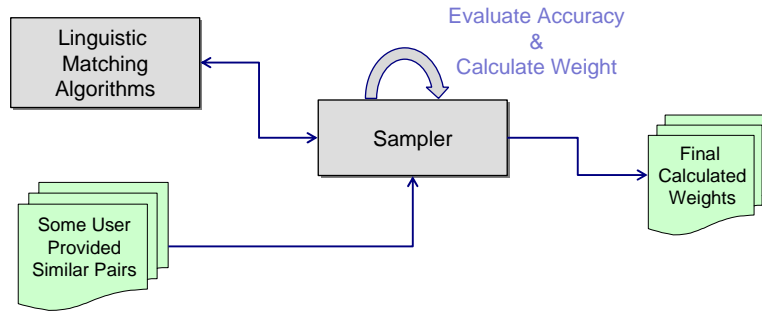 Linguistic
Matching
Algorithms
Evaluate Accuracy
&
Calculate Weight
Sampler
Final
Calculated
Weights
Some User
Provided
Similar Pairs